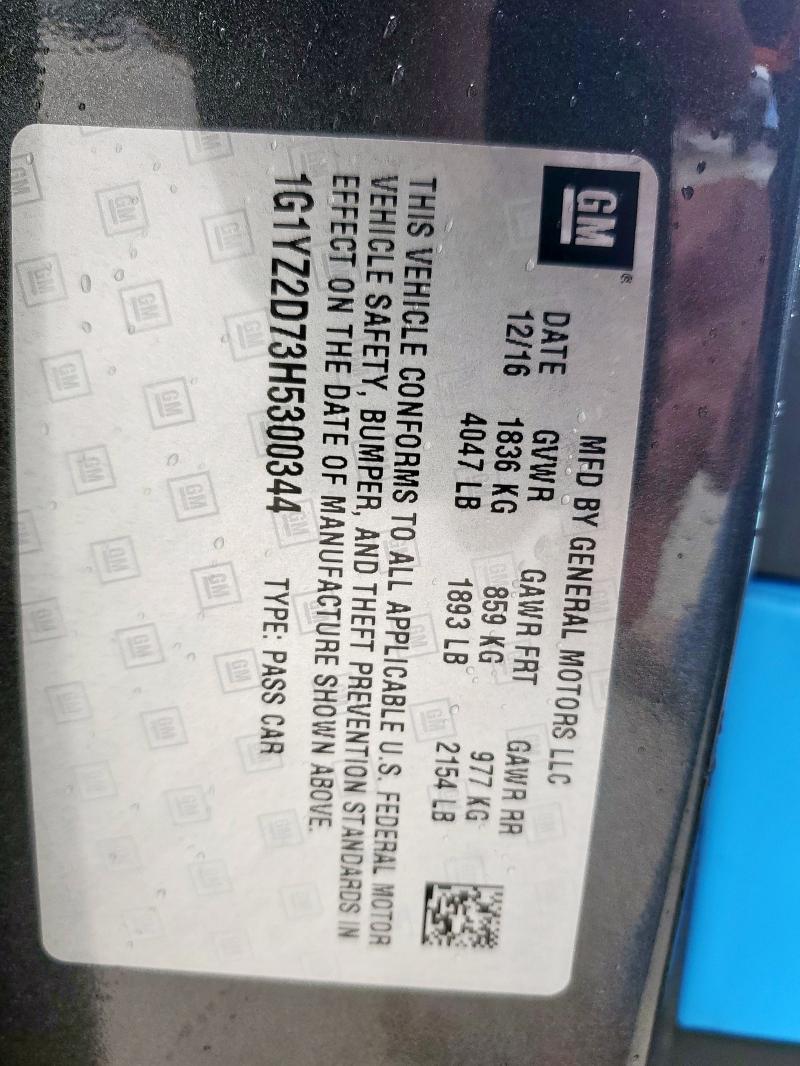 GM
MFD BY GENERAL MOTORS LLC
DATE GVWR GAWR FRT GAWR RR
12/16 1836 KG 859 KG 977 KG
4047 LB 1893 LB 2154 LB
THIS VEHICLE CONFORMS TO ALL APPLICABLE U.S. FEDERAL MOTOR
VEHICLE SAFETY, BUMPER, AND THEFT PREVENTION STANDARDS IN
EFFECT ON THE DATE OF MANUFACTURE SHOWN ABOVE.
1G1YZ2D73H5300344 TYPE: PASS CAR